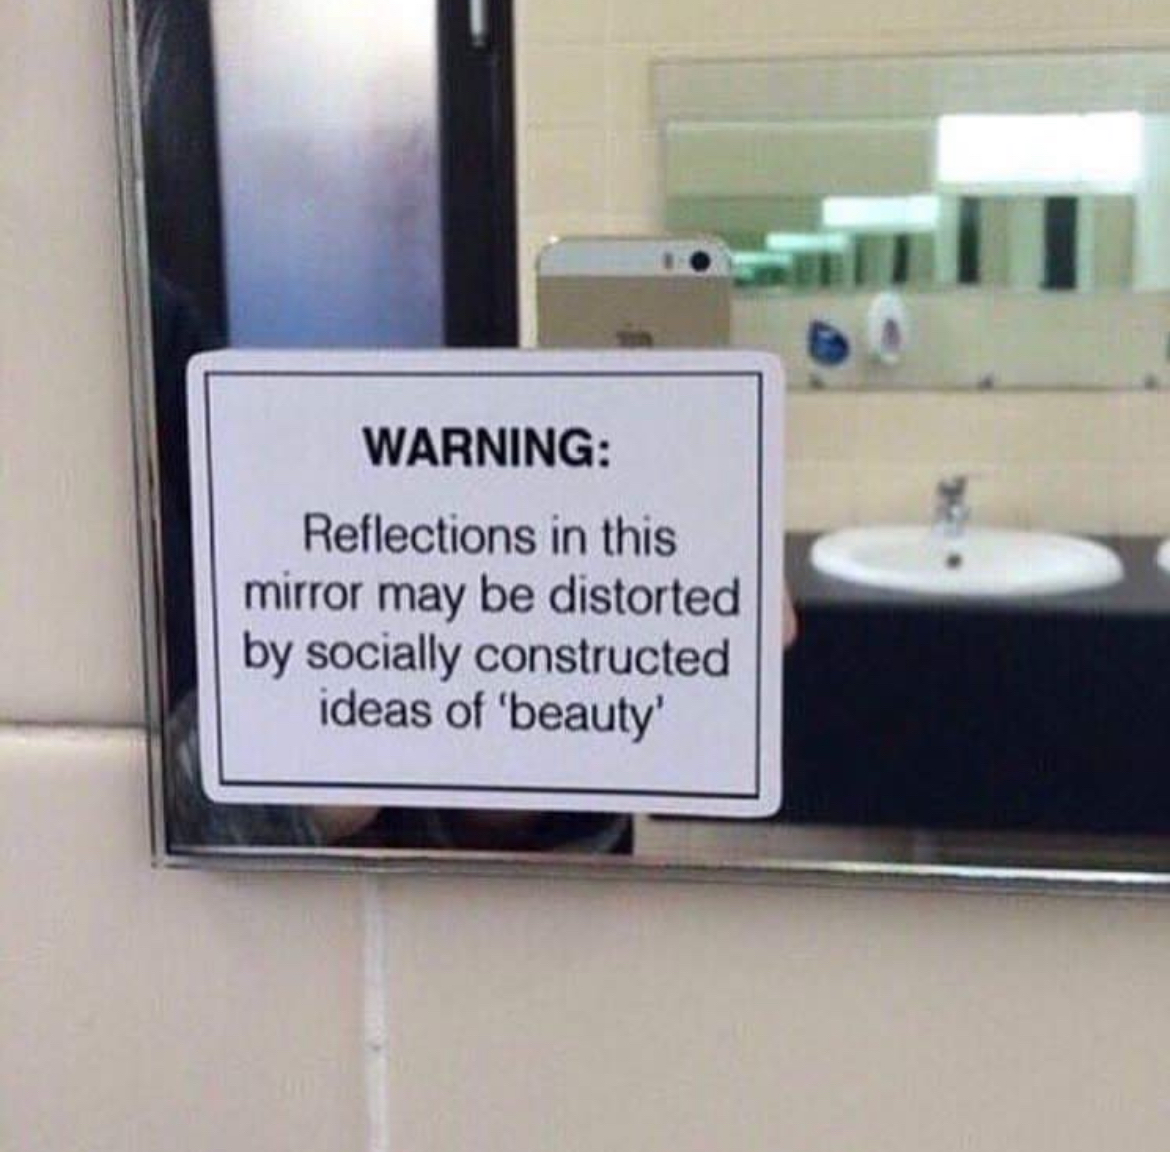 WARNING:
Reflections in this
mirror may be distorted
by socially constructed
ideas of ‘beauty’